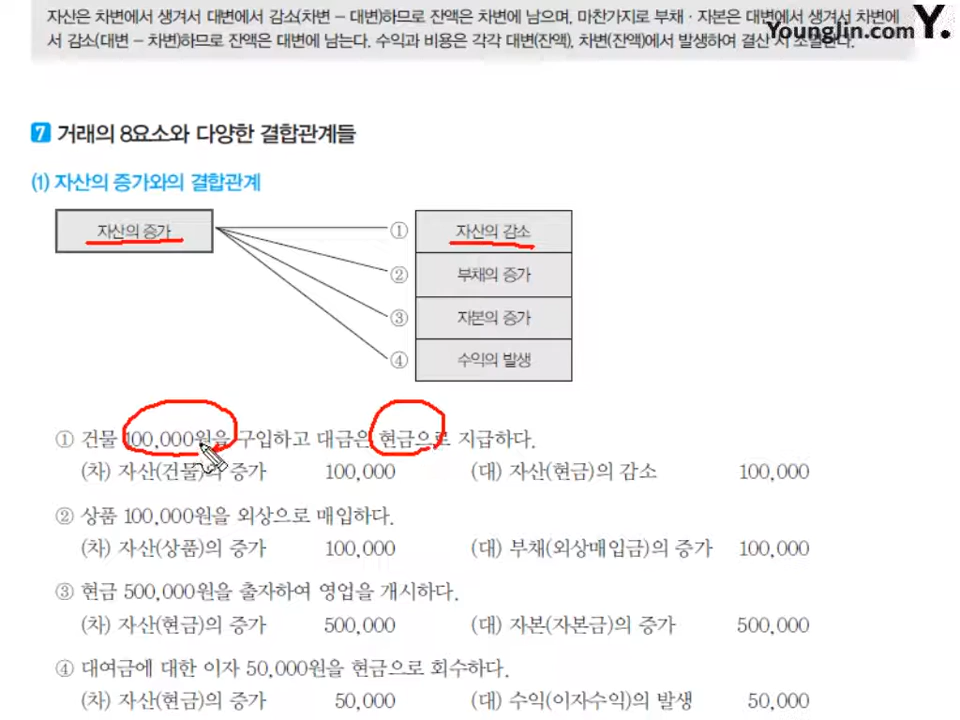 자산은 차변에서 생겨서 대변에서 감소(차변 – 대변)하므로 잔액은 차변에 남으며, 마찬가지로 부채 · 자본은 대변에서 생겨서 차변에
서 감소(대변 – 차변)하므로 잔액은 대변에 남는다. 수익과 비용은 각각 대변(잔액), 차변(잔액)에서 발생하여 결산 시 소멸한다.
Y.
Younglin.com
7 거래의 8요소와 다양한 결합관계들
(1) 자산의 증가와의 결합관계
자산의 증가
① 자산의 감소
② 부채의 증가
③ 자본의 증가
④ 수익의 발생
① 건물 100,000원을 구입하고 대금은 현금으로 지급하다.
(차) 자산(건물)의 증가 100,000 (대) 자산(현금)의 감소 100,000
② 상품 100,000원을 외상으로 매입하다.
(차) 자산(상품)의 증가 100,000 (대) 부채(외상매입금)의 증가 100,000
③ 현금 500,000원을 출자하여 영업을 개시하다.
(차) 자산(현금)의 증가 500,000 (대) 자본(자본금)의 증가 500,000
④ 대여금에 대한 이자 50,000원을 현금으로 회수하다.
(차) 자산(현금)의 증가 50,000 (대) 수익(이자수익)의 발생 50,000